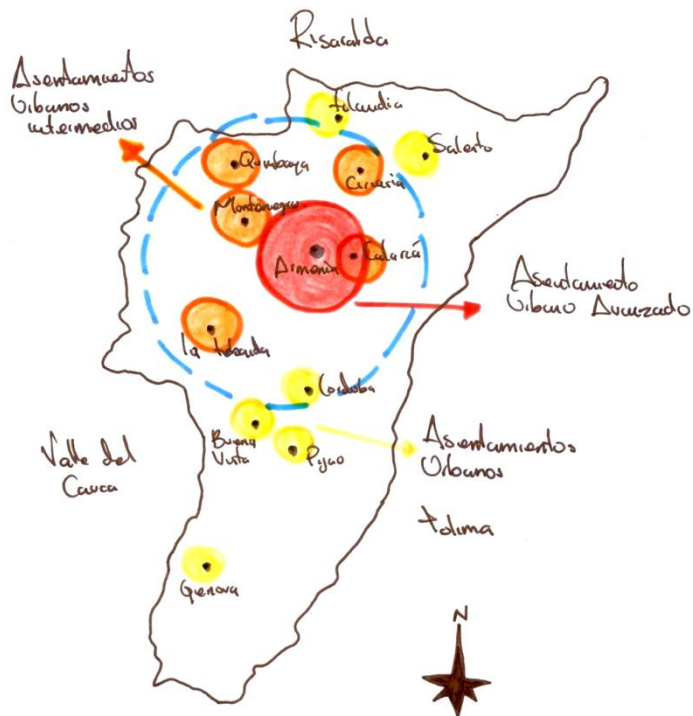 Risaralda
Asentamientos
Urbanos
intermedios
Filandia
Salento
Quimbaya
Circasia
Montenegro
Armenia
Calarcá
Asentamiento
Urbano Avanzado
La tebaida
Cordoba
Buena
Vista
Pijao
Asentamientos
Urbanos
Valle del
Cauca
tolima
Genova
N